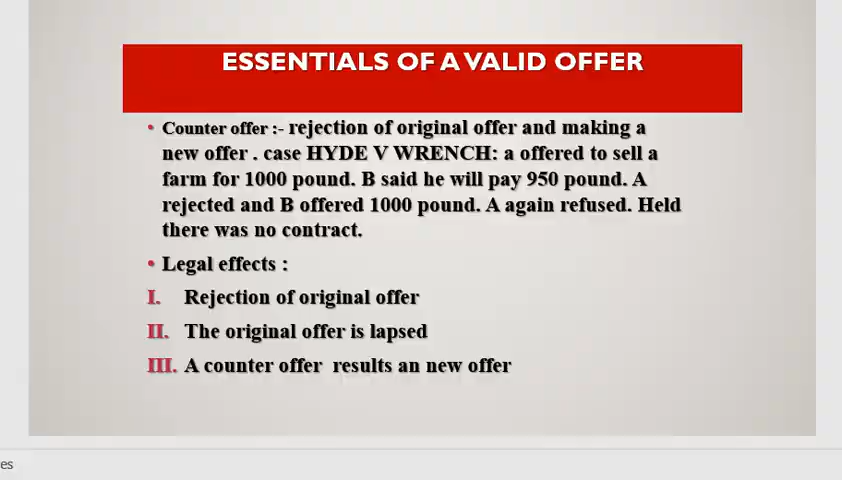 ESSENTIALS OF A VALID OFFER
• Counter offer :- rejection of original offer and making a
new offer . case HYDE V WRENCH: a offered to sell a
farm for 1000 pound. B said he will pay 950 pound. A
rejected and B offered 1000 pound. A again refused. Held
there was no contract.
• Legal effects :
I. Rejection of original offer
II. The original offer is lapsed
III. A counter offer results an new offer
es